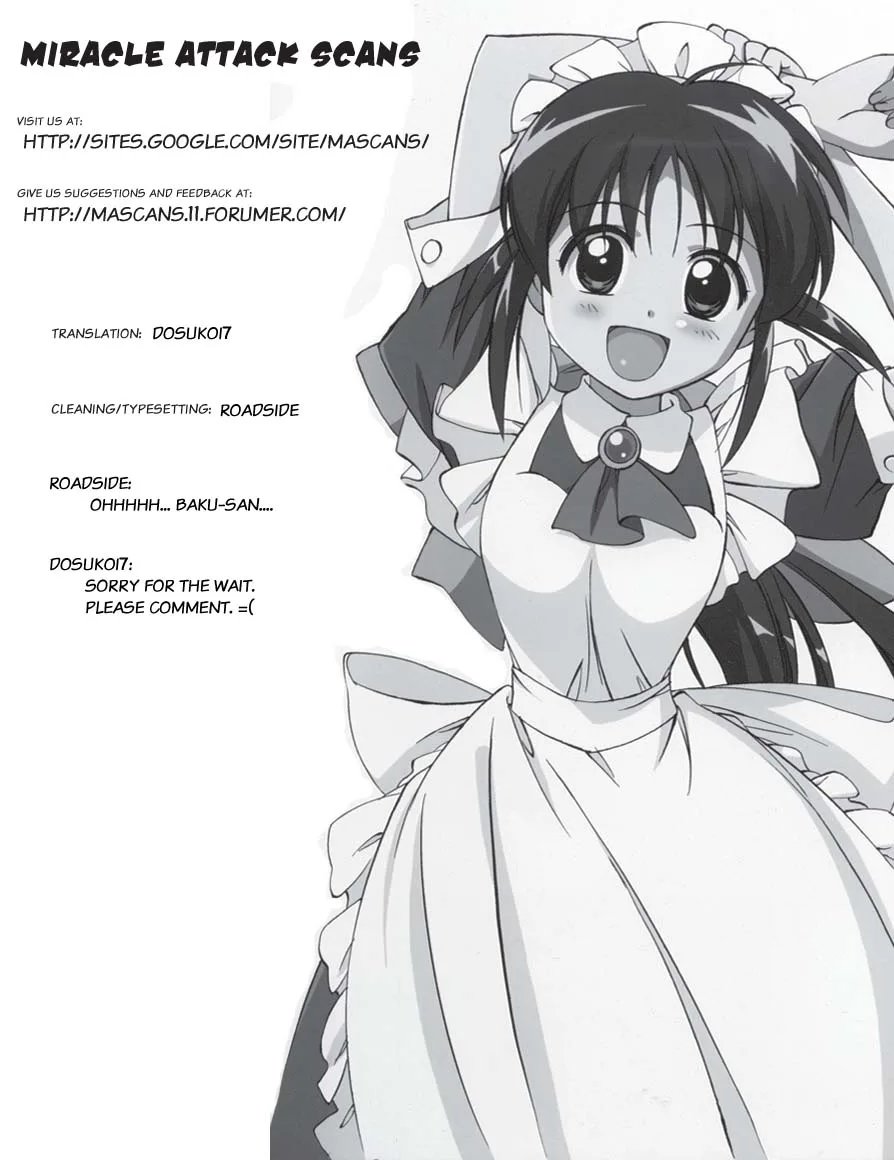 MIRACLE ATTACK SCANS
VISIT US AT:
HTTP://SITES.GOOGLE.COM/SITE/MASCANS/
GIVE US SUGGESTIONS AND FEEDBACK AT:
HTTP://MASCANS.11.FORUMER.COM/
TRANSLATION: DOSUKOI7
CLEANING/TYPESETTING: ROADSIDE
ROADSIDE:
OHHHHH... BAKU-SAN....
DOSUKOI7:
SORRY FOR THE WAIT.
PLEASE COMMENT. =(